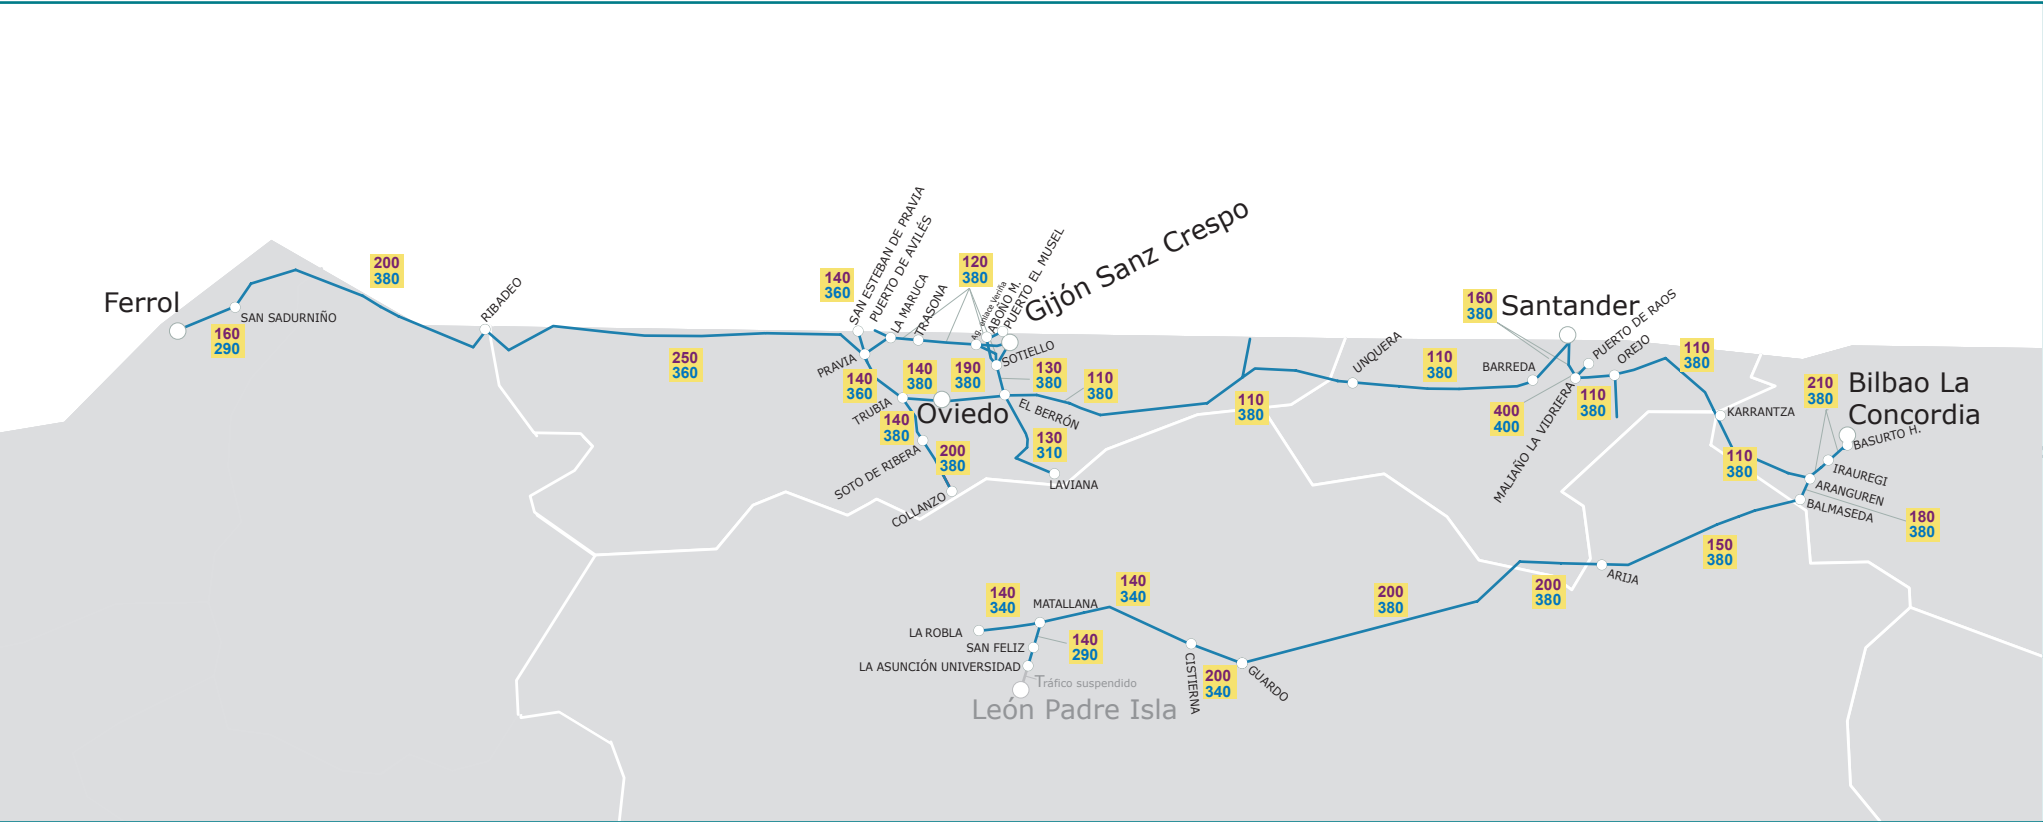 Ferrol
160
290
SAN SADURNIÑO
200
380
RIBADEO
250
360
140
360
SAN ESTEBAN DE PRAVIA
PUERTO DE AVILÉS
LA MARUCA
TRASONA
120
380
Ag. Enlace Veriña
ABOÑO M.
PUERTO EL MUSEL
Gijón Sanz Crespo
SOTIELLO
PRAVIA
140
360
140
380
190
380
130
380
110
380
TRUBIA
Oviedo
EL BERRÓN
140
380
SOTO DE RIBERA
200
380
COLLANZO
130
310
LAVIANA
110
380
UNQUERA
110
380
BARREDA
160
380
Santander
PUERTO DE RAOS
OREJO
400
400
MALIAÑO LA VIDRIERA
110
380
110
380
KARRANTZA
110
380
210
380
Bilbao La
Concordia
BASURTO H.
IRAUREGI
ARANGUREN
BALMASEDA
180
380
150
380
ARIJA
200
380
200
380
GUARDO
200
340
CISTIERNA
140
340
MATALLANA
140
340
LA ROBLA
SAN FELIZ
140
290
LA ASUNCIÓN UNIVERSIDAD
Tráfico suspendido
León Padre Isla